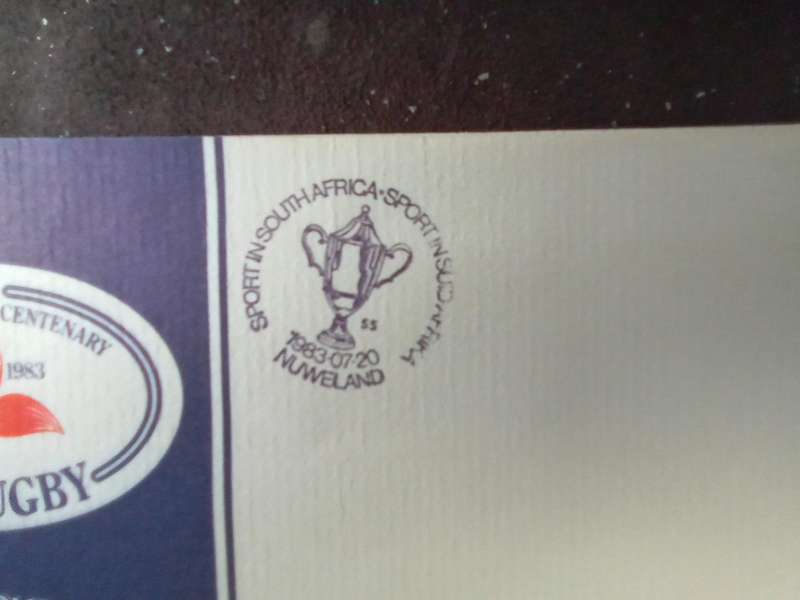 CENTENARY
1983
UGBY
SPORT IN SOUTH AFRICA · SPORT IN SUID AFRIKA
SS
1983·07·20
NUWELAND